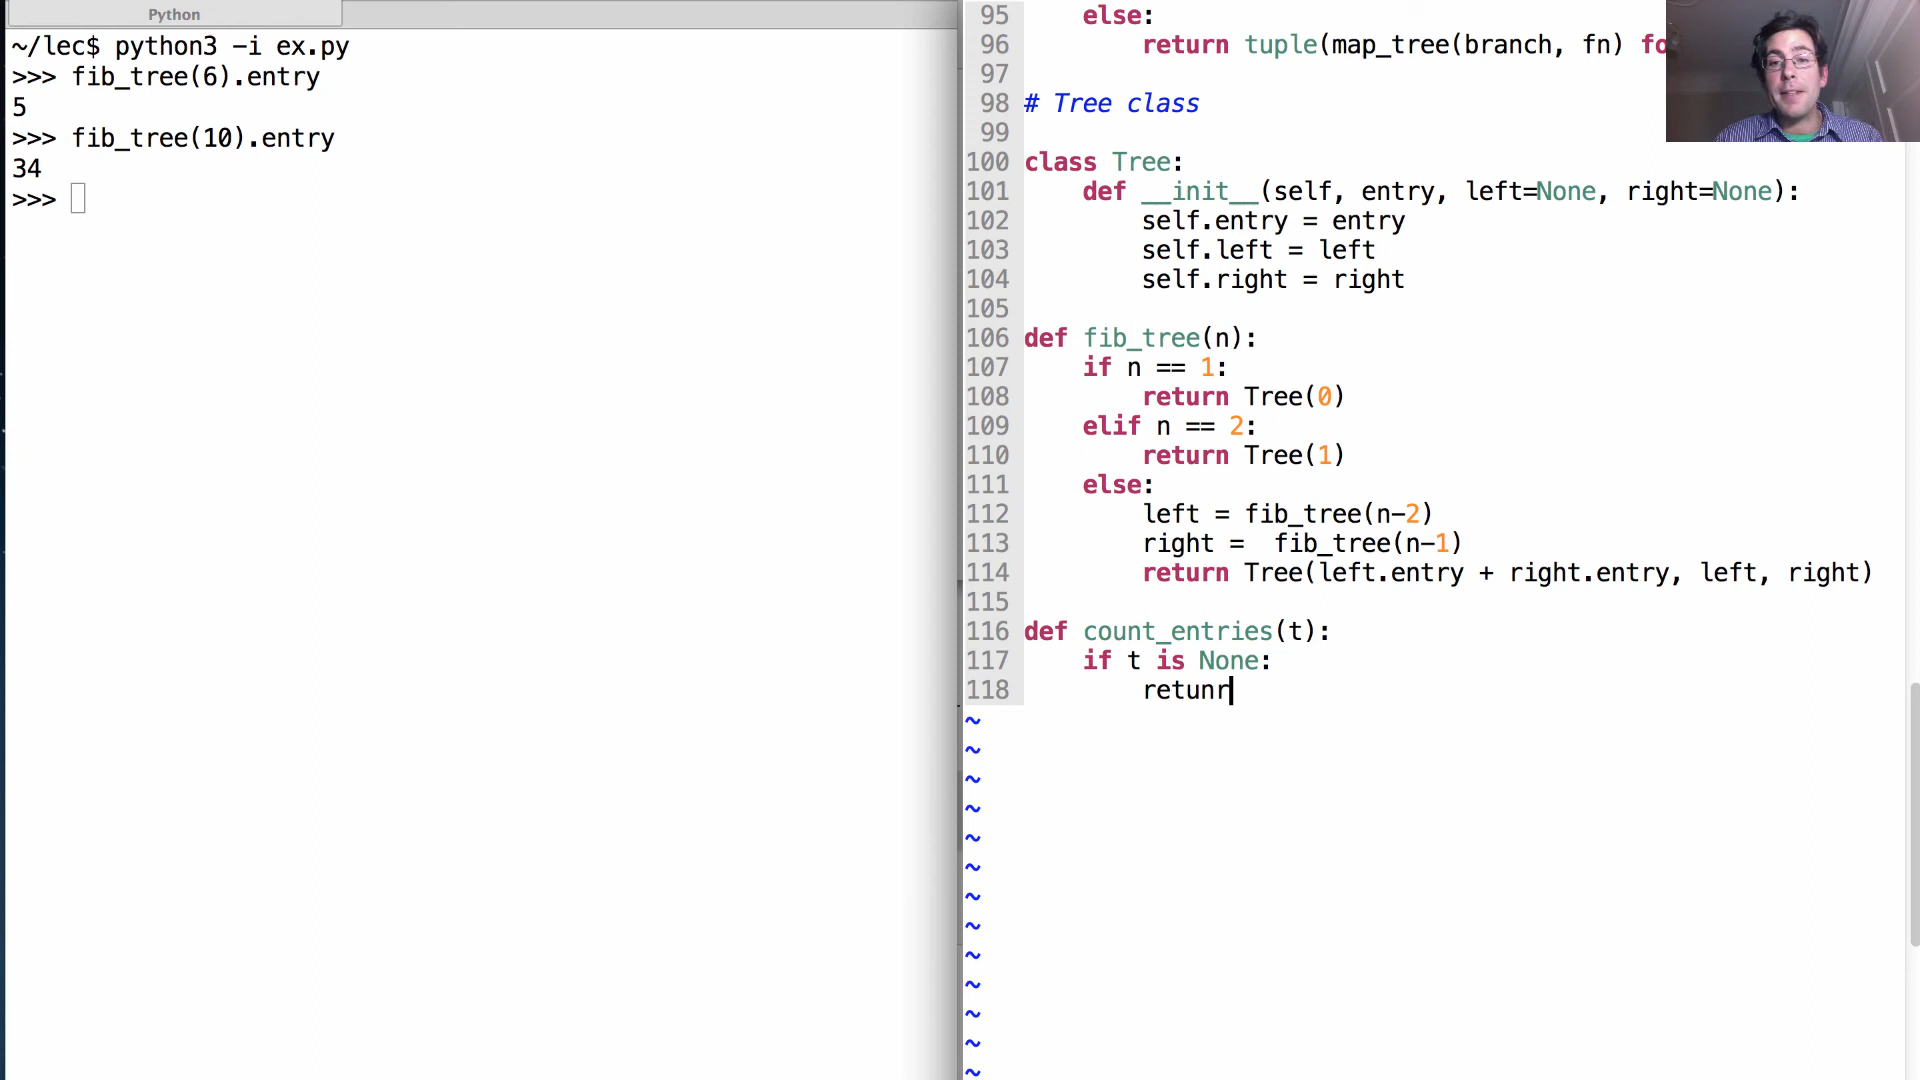 Python
~/lec$ python3 -i ex.py
>>> fib_tree(6).entry
5
>>> fib_tree(10).entry
34
>>>
95     else:
96         return tuple(map_tree(branch, fn) fo
97
98 # Tree class
99
100 class Tree:
101     def __init__(self, entry, left=None, right=None):
102         self.entry = entry
103         self.left = left
104         self.right = right
105
106 def fib_tree(n):
107     if n == 1:
108         return Tree(0)
109     elif n == 2:
110         return Tree(1)
111     else:
112         left = fib_tree(n-2)
113         right =  fib_tree(n-1)
114         return Tree(left.entry + right.entry, left, right)
115
116 def count_entries(t):
117     if t is None:
118         retunr
~
~
~
~
~
~
~
~
~
~
~
~
~